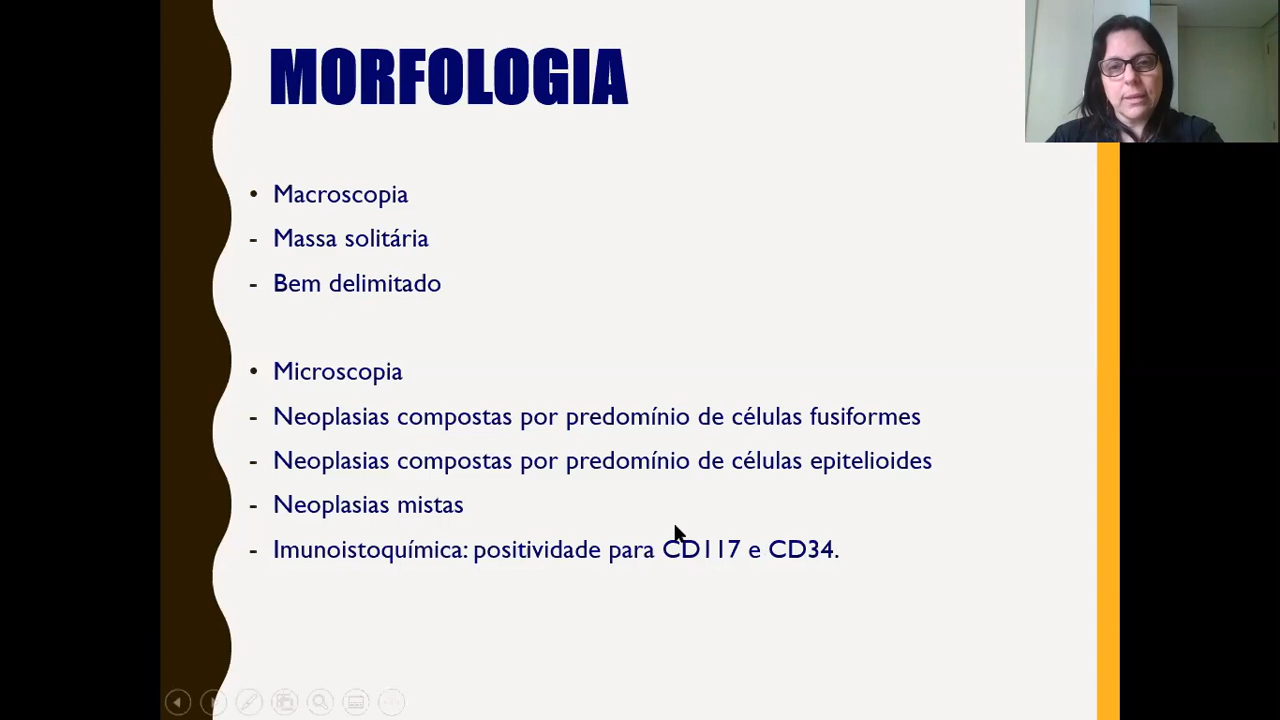 MORFOLOGIA
• Macroscopia
- Massa solitária
- Bem delimitado
• Microscopia
- Neoplasias compostas por predomínio de células fusiformes
- Neoplasias compostas por predomínio de células epitelioides
- Neoplasias mistas
- Imunoistoquímica: positividade para CD117 e CD34.